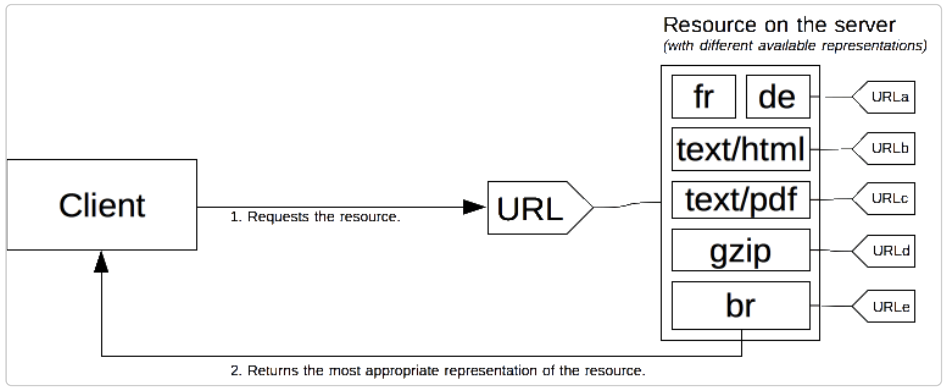 Resource on the server
(with different available representations)
fr de URLa
text/html URLb
Client
1. Requests the resource.
URL
text/pdf URLc
gzip URLd
br URLe
2. Returns the most appropriate representation of the resource.